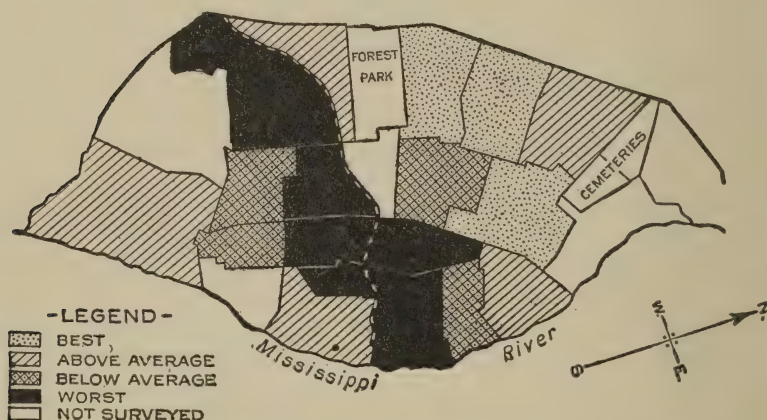 FOREST
PARK
CEMETERIES
-LEGEND-
BEST
ABOVE AVERAGE
BELOW AVERAGE
WORST
NOT SURVEYED
Mississippi River
W.
N.
S
E.